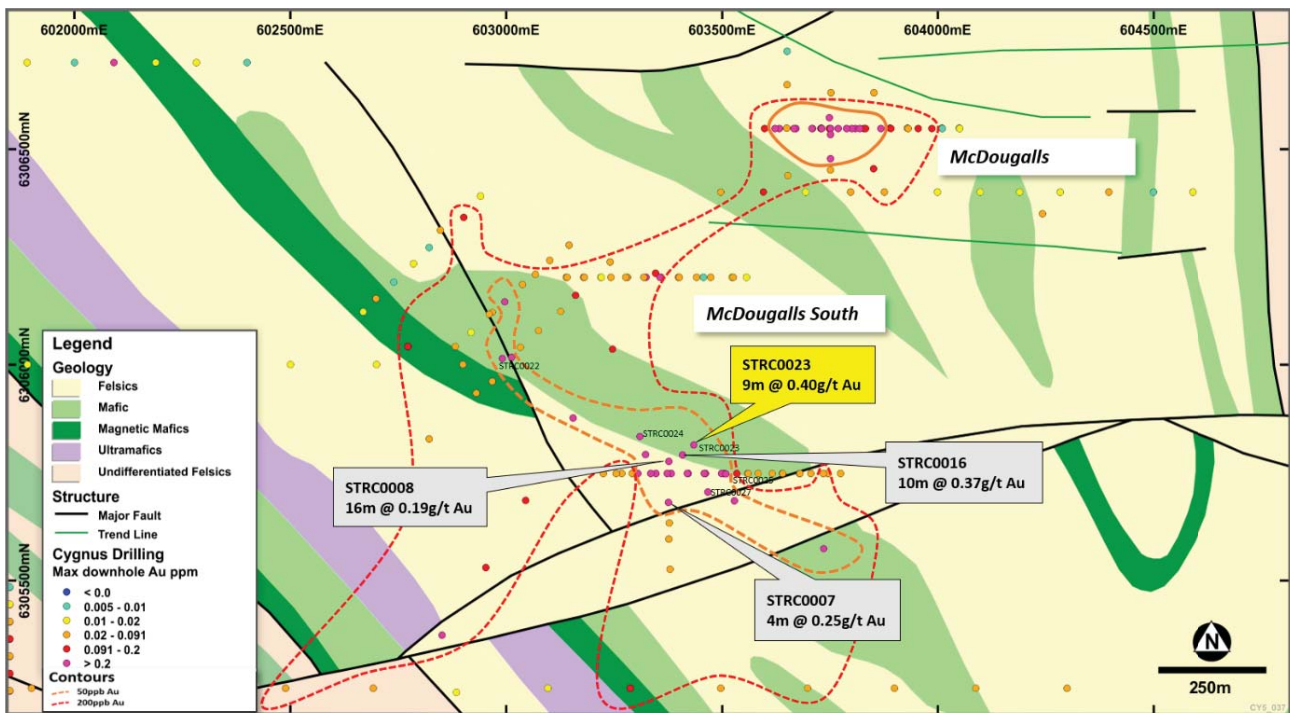 602000mE
602500mE
603000mE
603500mE
604000mE
604500mE
6306500mN
6306000mN
6305500mN
McDougalls
McDougalls South
STRC0023
9m @ 0.40g/t Au
STRC0022
STRC0024
STRC0023
STRC0016
10m @ 0.37g/t Au
STRC0008
16m @ 0.19g/t Au
STRC0027
STRC0007
4m @ 0.25g/t Au
Legend
Geology
Felsics
Mafic
Magnetic Mafics
Ultramafics
Undifferentiated Felsics
Structure
Major Fault
Trend Line
Cygnus Drilling
Max downhole Au ppm
< 0.0
0.005 - 0.01
0.01 - 0.02
0.02 - 0.091
0.091 - 0.2
> 0.2
Contours
50ppb Au
200ppb Au
N
250m
CY5_037